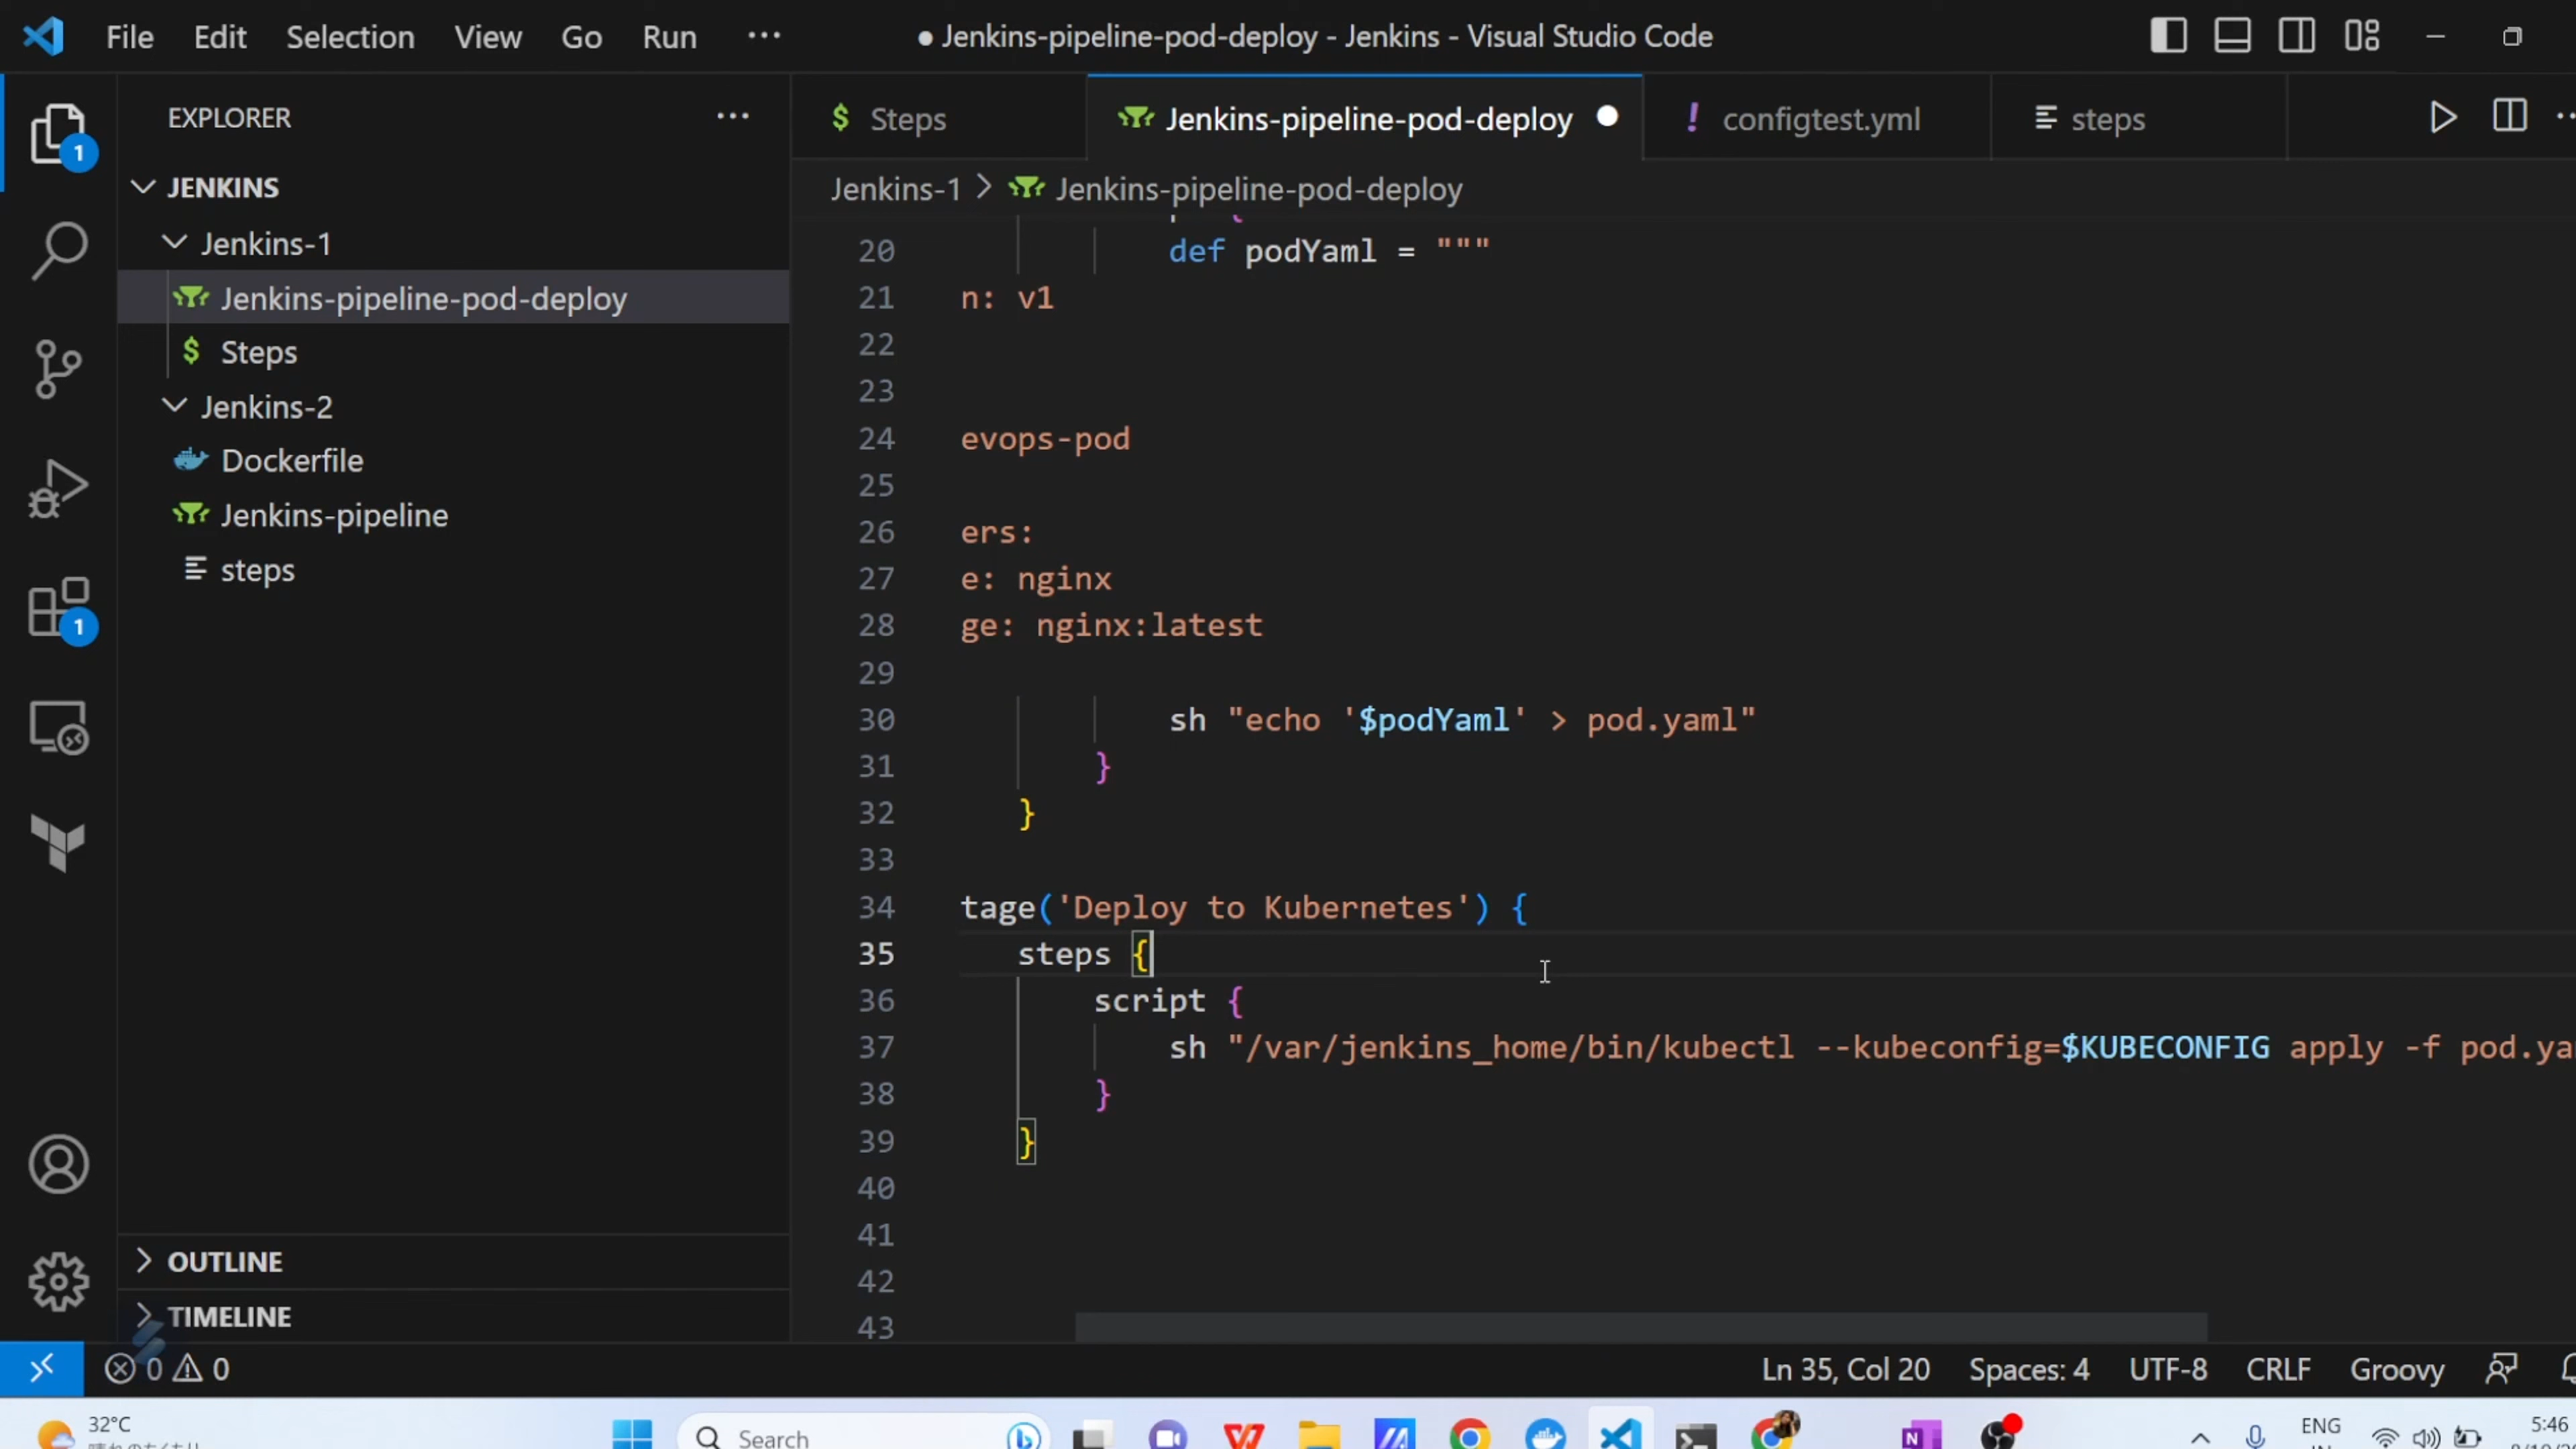 File Edit Selection View Go Run ··· ● Jenkins-pipeline-pod-deploy - Jenkins - Visual Studio Code
EXPLORER ···
JENKINS
Jenkins-1
Jenkins-pipeline-pod-deploy
$ Steps
Jenkins-2
Dockerfile
Jenkins-pipeline
steps
OUTLINE
TIMELINE
1
1
$ Steps Jenkins-pipeline-pod-deploy ● ! configtest.yml steps
Jenkins-1 > Jenkins-pipeline-pod-deploy
20 def podYaml = """
21 n: v1
22
23
24 evops-pod
25
26 ers:
27 e: nginx
28 ge: nginx:latest
29
30 sh "echo '$podYaml' > pod.yaml"
31 }
32 }
33
34 tage('Deploy to Kubernetes') {
35 steps {
36 script {
37 sh "/var/jenkins_home/bin/kubectl --kubeconfig=$KUBECONFIG apply -f
38 }
39 }
40
41
42
43
0 0 Ln 35, Col 20 Spaces: 4 UTF-8 CRLF Groovy
32°C
Search
ENG
5:46